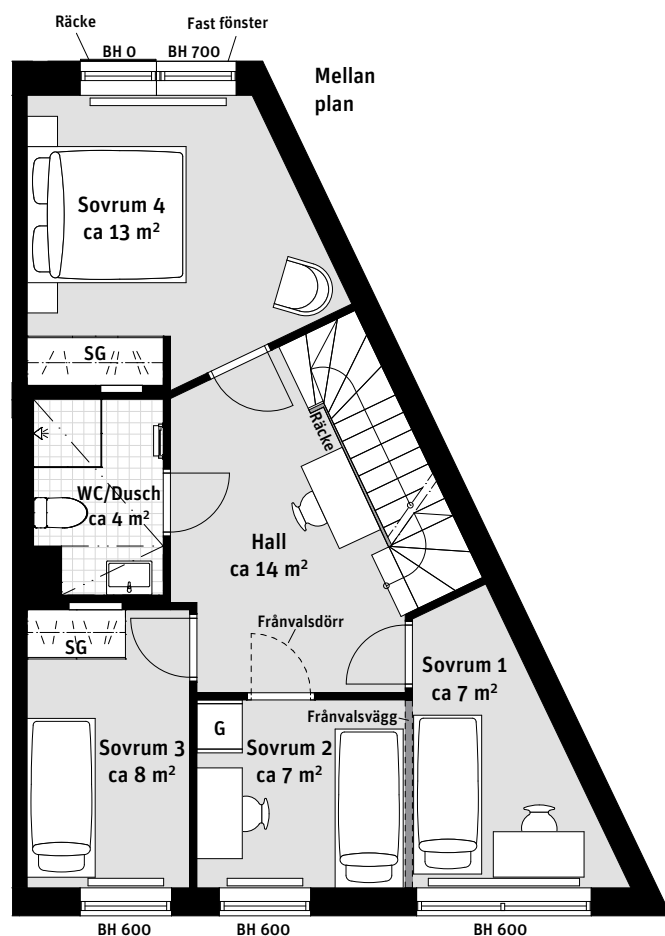 Räcke
Fast fönster
BH 0
BH 700
Mellan
plan
Sovrum 4
ca 13 m²
SG
Räcke
WC/Dusch
ca 4 m²
Hall
ca 14 m²
Frånvalsdörr
SG
Sovrum 1
ca 7 m²
Frånvalsvägg
G
Sovrum 3
ca 8 m²
Sovrum 2
ca 7 m²
BH 600
BH 600
BH 600